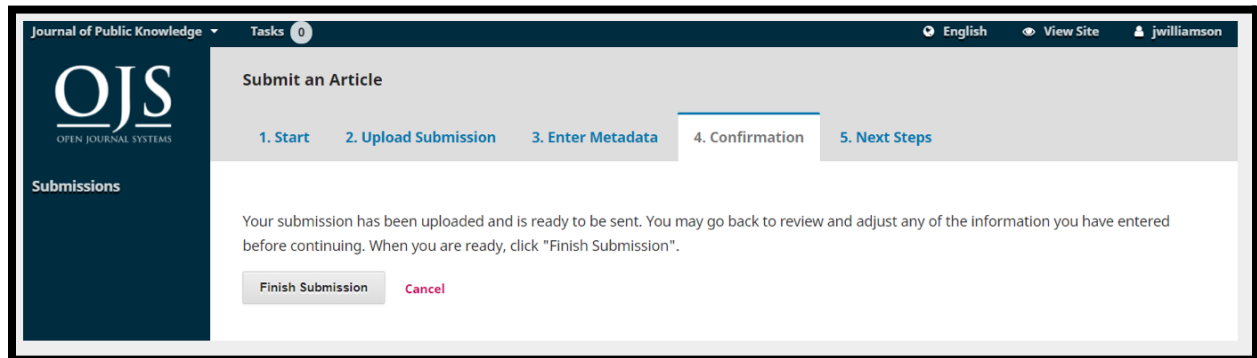 Journal of Public Knowledge Tasks 0 English View Site jwilliamson
OJS
OPEN JOURNAL SYSTEMS
Submissions
Submit an Article
1. Start 2. Upload Submission 3. Enter Metadata 4. Confirmation 5. Next Steps
Your submission has been uploaded and is ready to be sent. You may go back to review and adjust any of the information you have entered
before continuing. When you are ready, click "Finish Submission".
Finish Submission Cancel